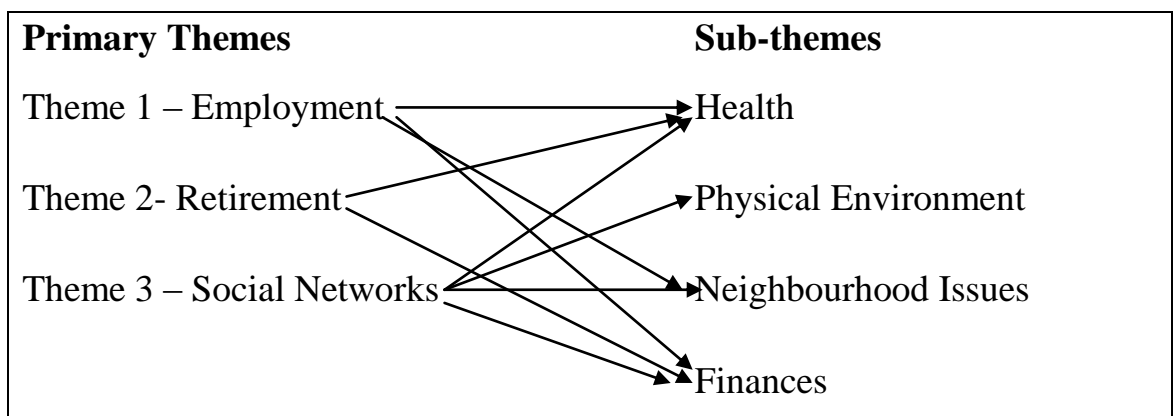 Primary Themes Sub-themes
Theme 1 – Employment Health
Theme 2- Retirement Physical Environment
Theme 3 – Social Networks Neighbourhood Issues
Finances